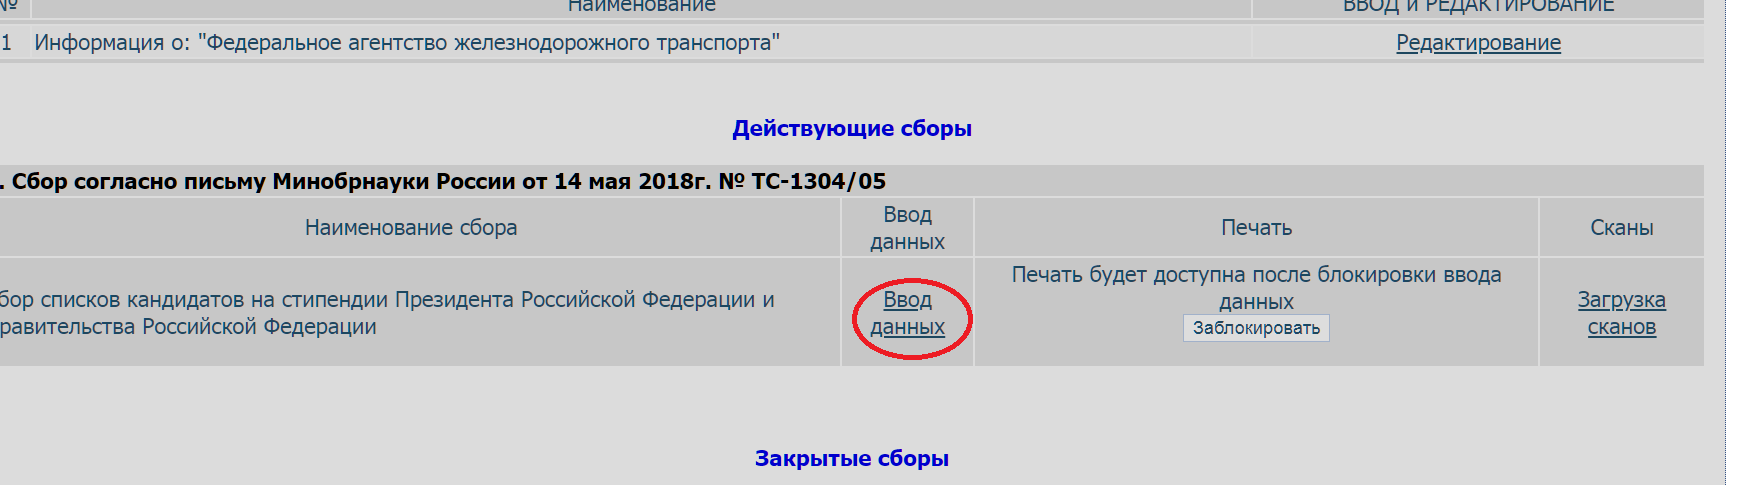 № Наименование ВВОД и РЕДАКТИРОВАНИЕ
1 Информация о: "Федеральное агентство железнодорожного транспорта" Редактирование
Действующие сборы
. Сбор согласно письму Минобрнауки России от 14 мая 2018г. № ТС-1304/05
Наименование сбора
Ввод
данных
Печать
Сканы
бор списков кандидатов на стипендии Президента Российской Федерации и
равительства Российской Федерации
Ввод
данных
Печать будет доступна после блокировки ввода
данных
Заблокировать
Загрузка
сканов
Закрытые сборы